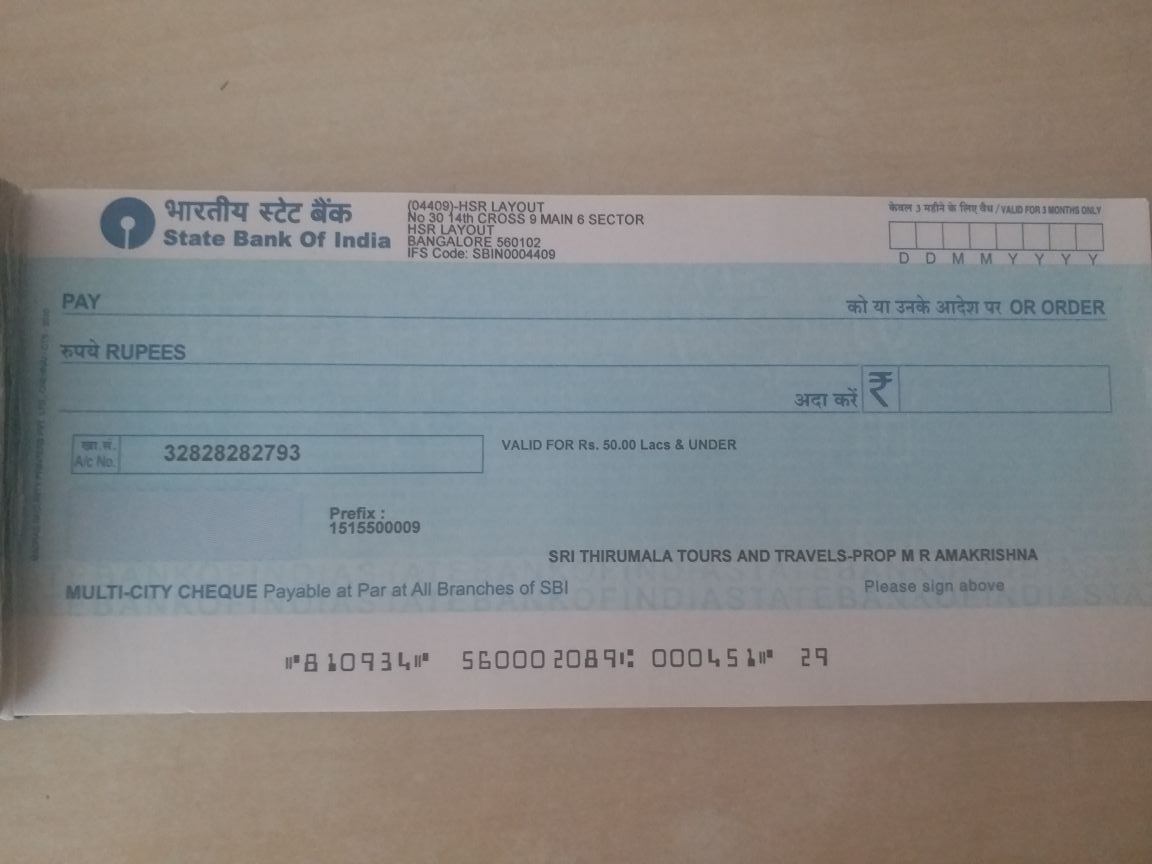 भारतीय स्टेट बैंक
State Bank Of India
(04409)-HSR LAYOUT
No 30 14th CROSS 9 MAIN 6 SECTOR
HSR LAYOUT
BANGALORE 560102
IFS Code: SBIN0004409
केवल 3 महीने के लिए वैध / VALID FOR 3 MONTHS ONLY
D D M M Y Y Y Y
PAY को या उनके आदेश पर OR ORDER
रुपये RUPEES
अदा करें ₹
खा. सं.
A/c No.
32828282793
VALID FOR Rs. 50.00 Lacs & UNDER
Prefix :
1515500009
SRI THIRUMALA TOURS AND TRAVELS-PROP M R AMAKRISHNA
MULTI-CITY CHEQUE Payable at Par at All Branches of SBI
Please sign above
⑈810934⑈ 560002089⑆ 000451⑈ 29